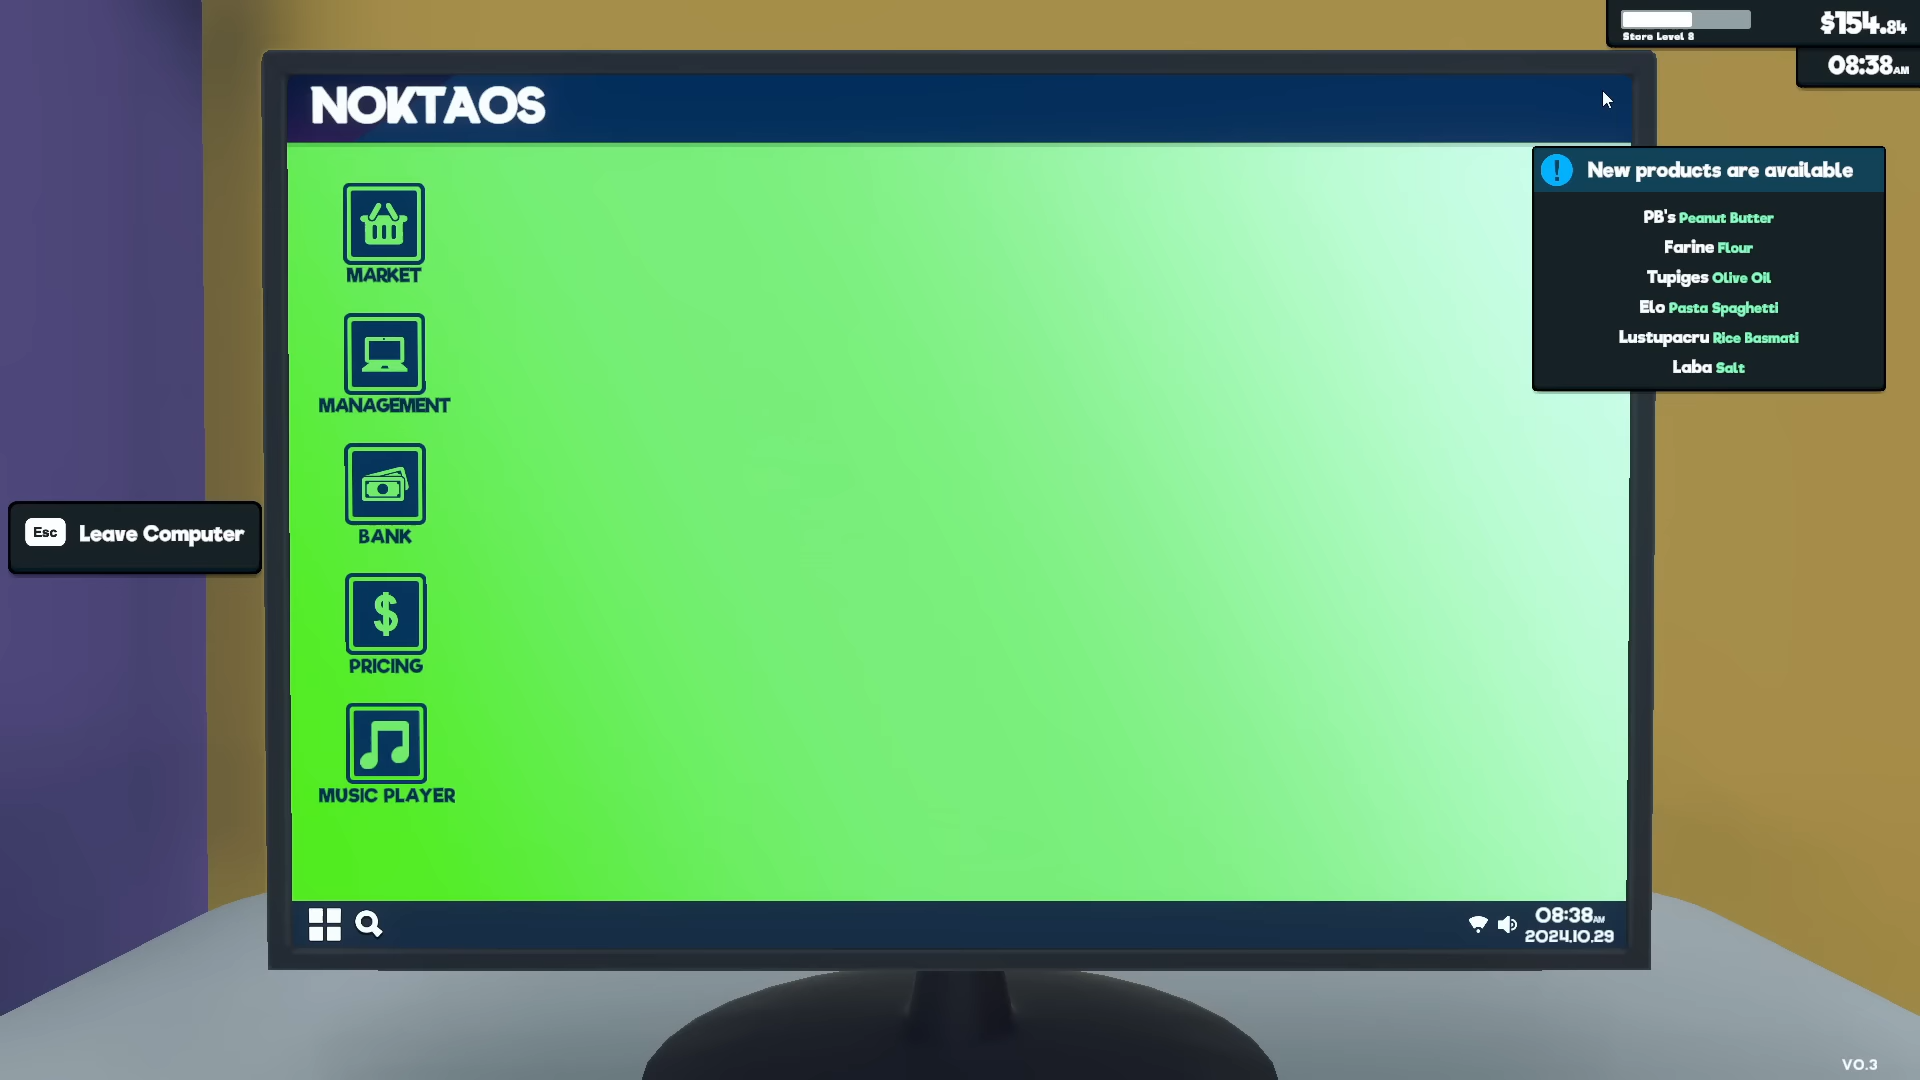 $154.84
Store Level 8
08:38AM
NOKTAOS
New products are available
PB's Peanut Butter
Farine Flour
Tupiges Olive Oil
Elo Pasta Spaghetti
Lustupacru Rice Basmati
Laba Salt
MARKET
MANAGEMENT
BANK
Esc Leave Computer
PRICING
MUSIC PLAYER
08:38AM
2024.10.29
V0.3